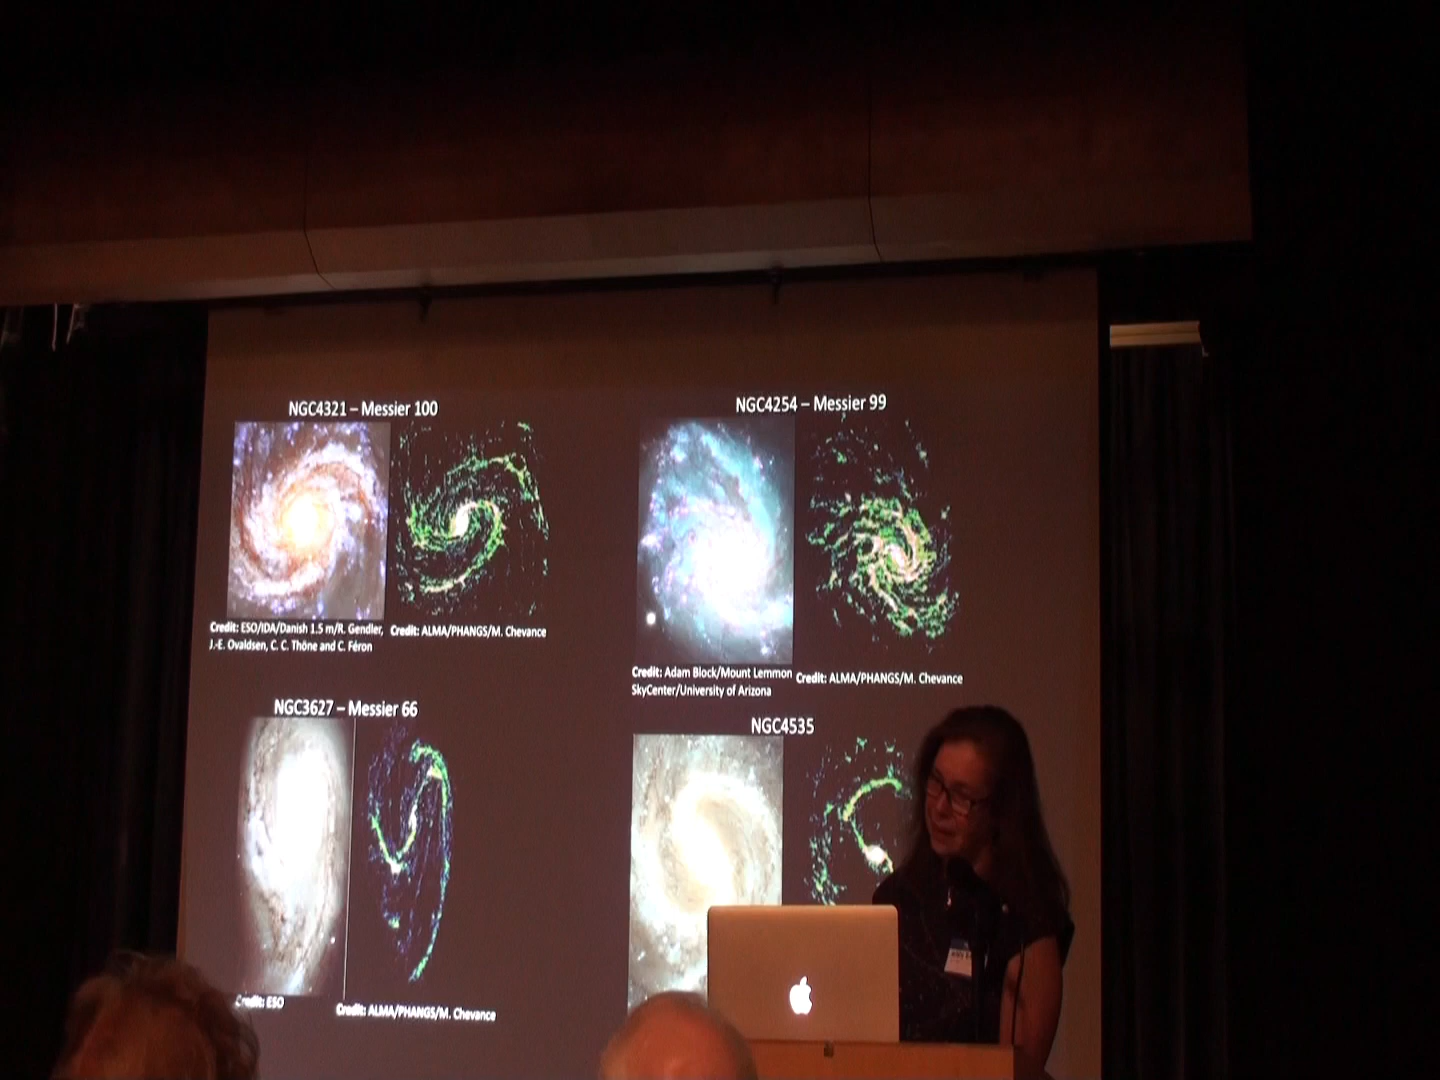 NGC4321 – Messier 100
Credit: ESO/IDA/Danish 1.5 m/R. Gendler,
J.-E. Ovaldsen, C. C. Thöne and C. Féron
Credit: ALMA/PHANGS/M. Chevance
NGC4254 – Messier 99
Credit: Adam Block/Mount Lemmon
SkyCenter/University of Arizona
Credit: ALMA/PHANGS/M. Chevance
NGC3627 – Messier 66
Credit: ESO
Credit: ALMA/PHANGS/M. Chevance
NGC4535